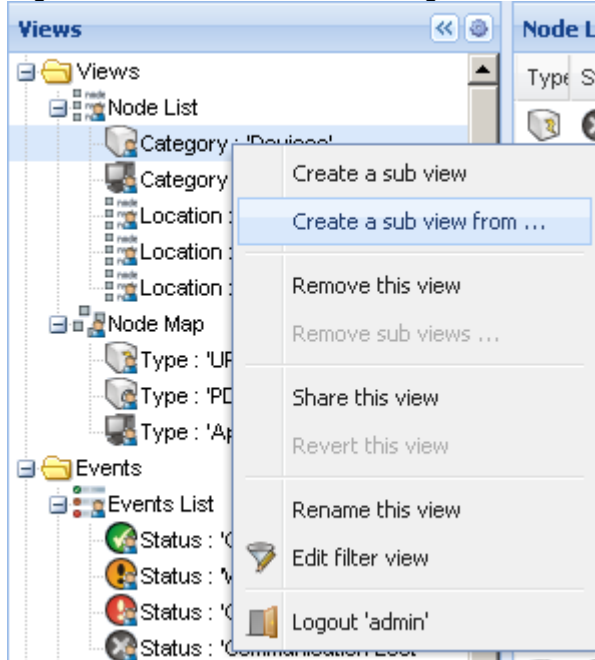 Views
Node L
Views
Type S
Node List
Category : 'Devices'
Category
Location :
Location :
Location :
Node Map
Type : 'UP
Type : 'PD
Type : 'Ap
Events
Events List
Status : 'C
Status : 'W
Status : 'C
Status : 'Communication Lost'
Create a sub view
Create a sub view from ...
Remove this view
Remove sub views ...
Share this view
Revert this view
Rename this view
Edit filter view
Logout 'admin'